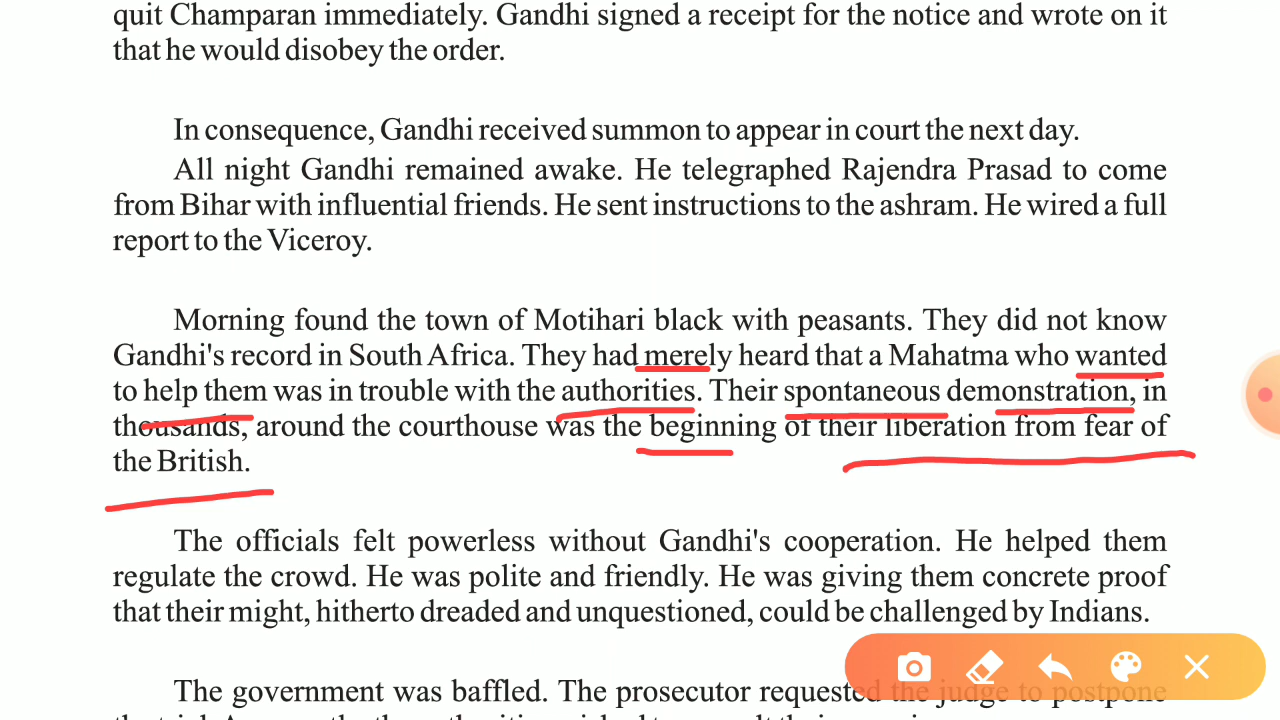 quit Champaran immediately. Gandhi signed a receipt for the notice and wrote on it
that he would disobey the order.
In consequence, Gandhi received summon to appear in court the next day.
All night Gandhi remained awake. He telegraphed Rajendra Prasad to come
from Bihar with influential friends. He sent instructions to the ashram. He wired a full
report to the Viceroy.
Morning found the town of Motihari black with peasants. They did not know
Gandhi's record in South Africa. They had merely heard that a Mahatma who wanted
to help them was in trouble with the authorities. Their spontaneous demonstration, in
thousands, around the courthouse was the beginning of their liberation from fear of
the British.
The officials felt powerless without Gandhi's cooperation. He helped them
regulate the crowd. He was polite and friendly. He was giving them concrete proof
that their might, hitherto dreaded and unquestioned, could be challenged by Indians.
The government was baffled. The prosecutor requested the judge to postpone